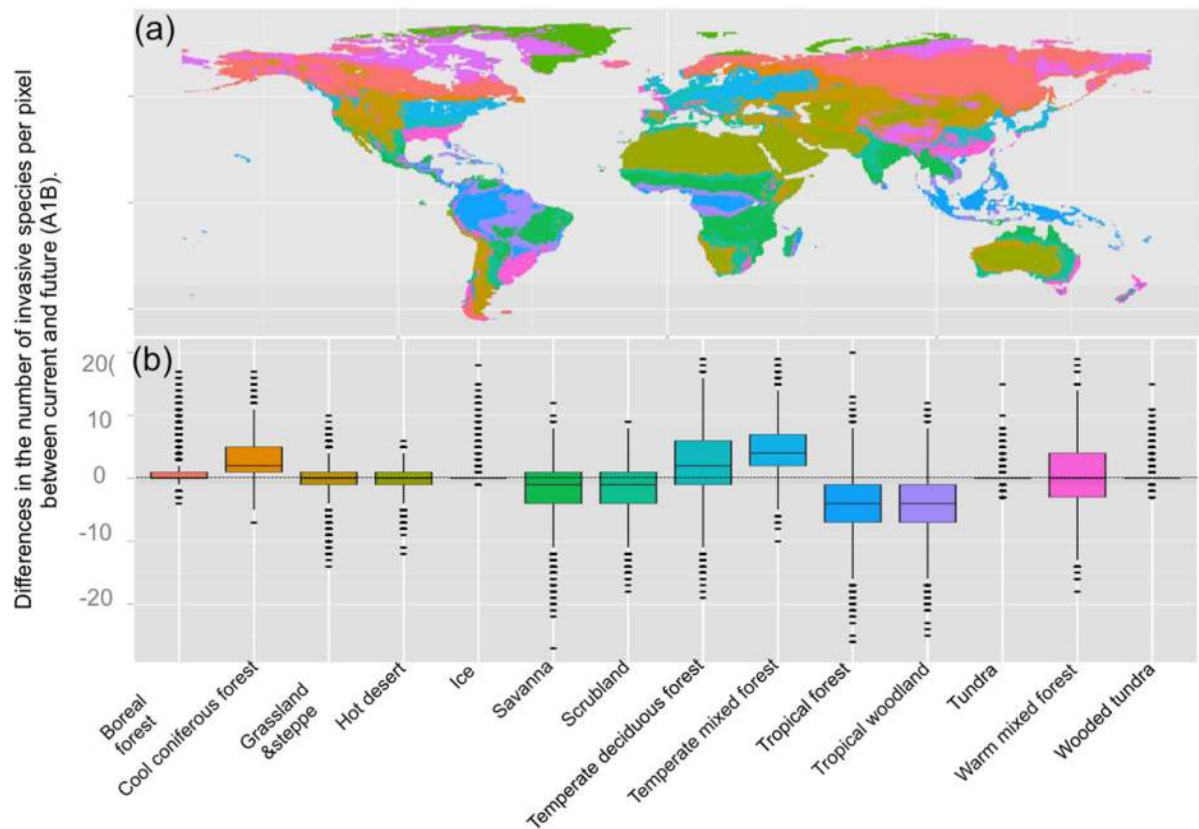 Differences in the number of invasive species per pixel
between current and future (A1B).
(a)
(b)
20(
10
0
-10
-20
Boreal
forest
Cool coniferous forest
Grassland
&steppe
Hot desert
Ice
Savanna
Scrubland
Temperate deciduous forest
Temperate mixed forest
Tropical forest
Tropical woodland
Tundra
Warm mixed forest
Wooded tundra